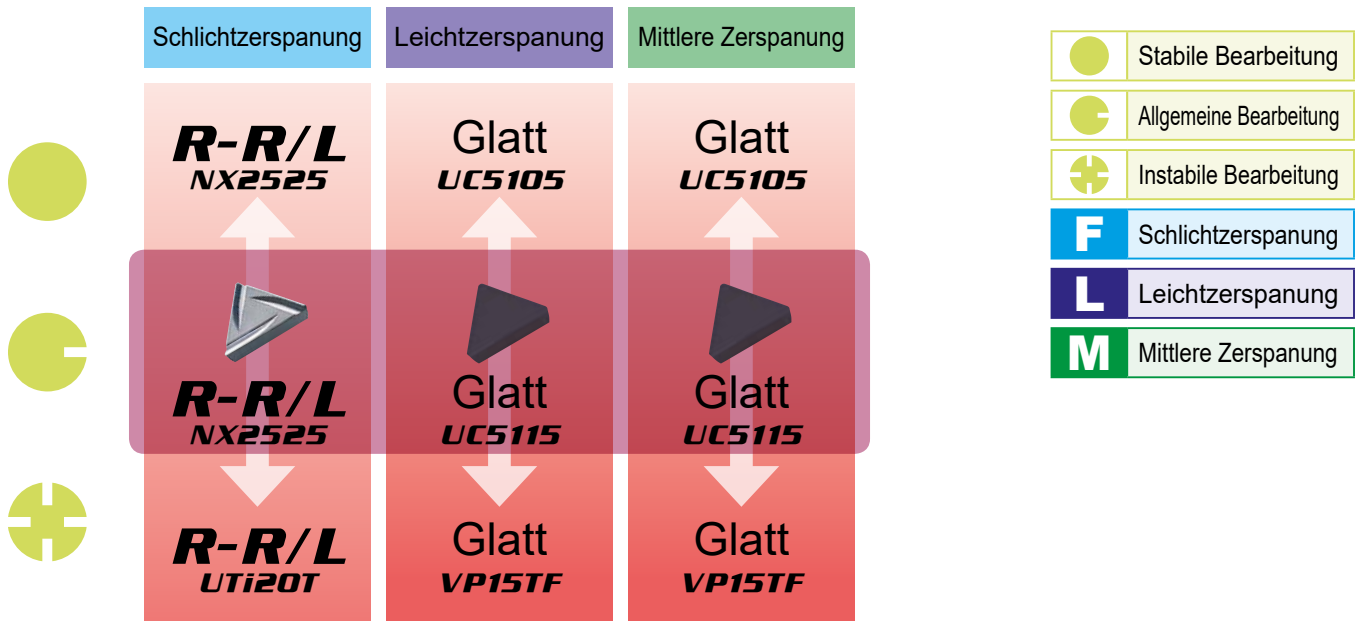 Schlichtzerspanung
Leichtzerspanung
Mittlere Zerspanung
R-R/L
NX2525
Glatt
UC5105
Glatt
UC5105
R-R/L
NX2525
Glatt
UC5115
Glatt
UC5115
R-R/L
UTi20T
Glatt
VP15TF
Glatt
VP15TF
Stabile Bearbeitung
Allgemeine Bearbeitung
Instabile Bearbeitung
F Schlichtzerspanung
L Leichtzerspanung
M Mittlere Zerspanung